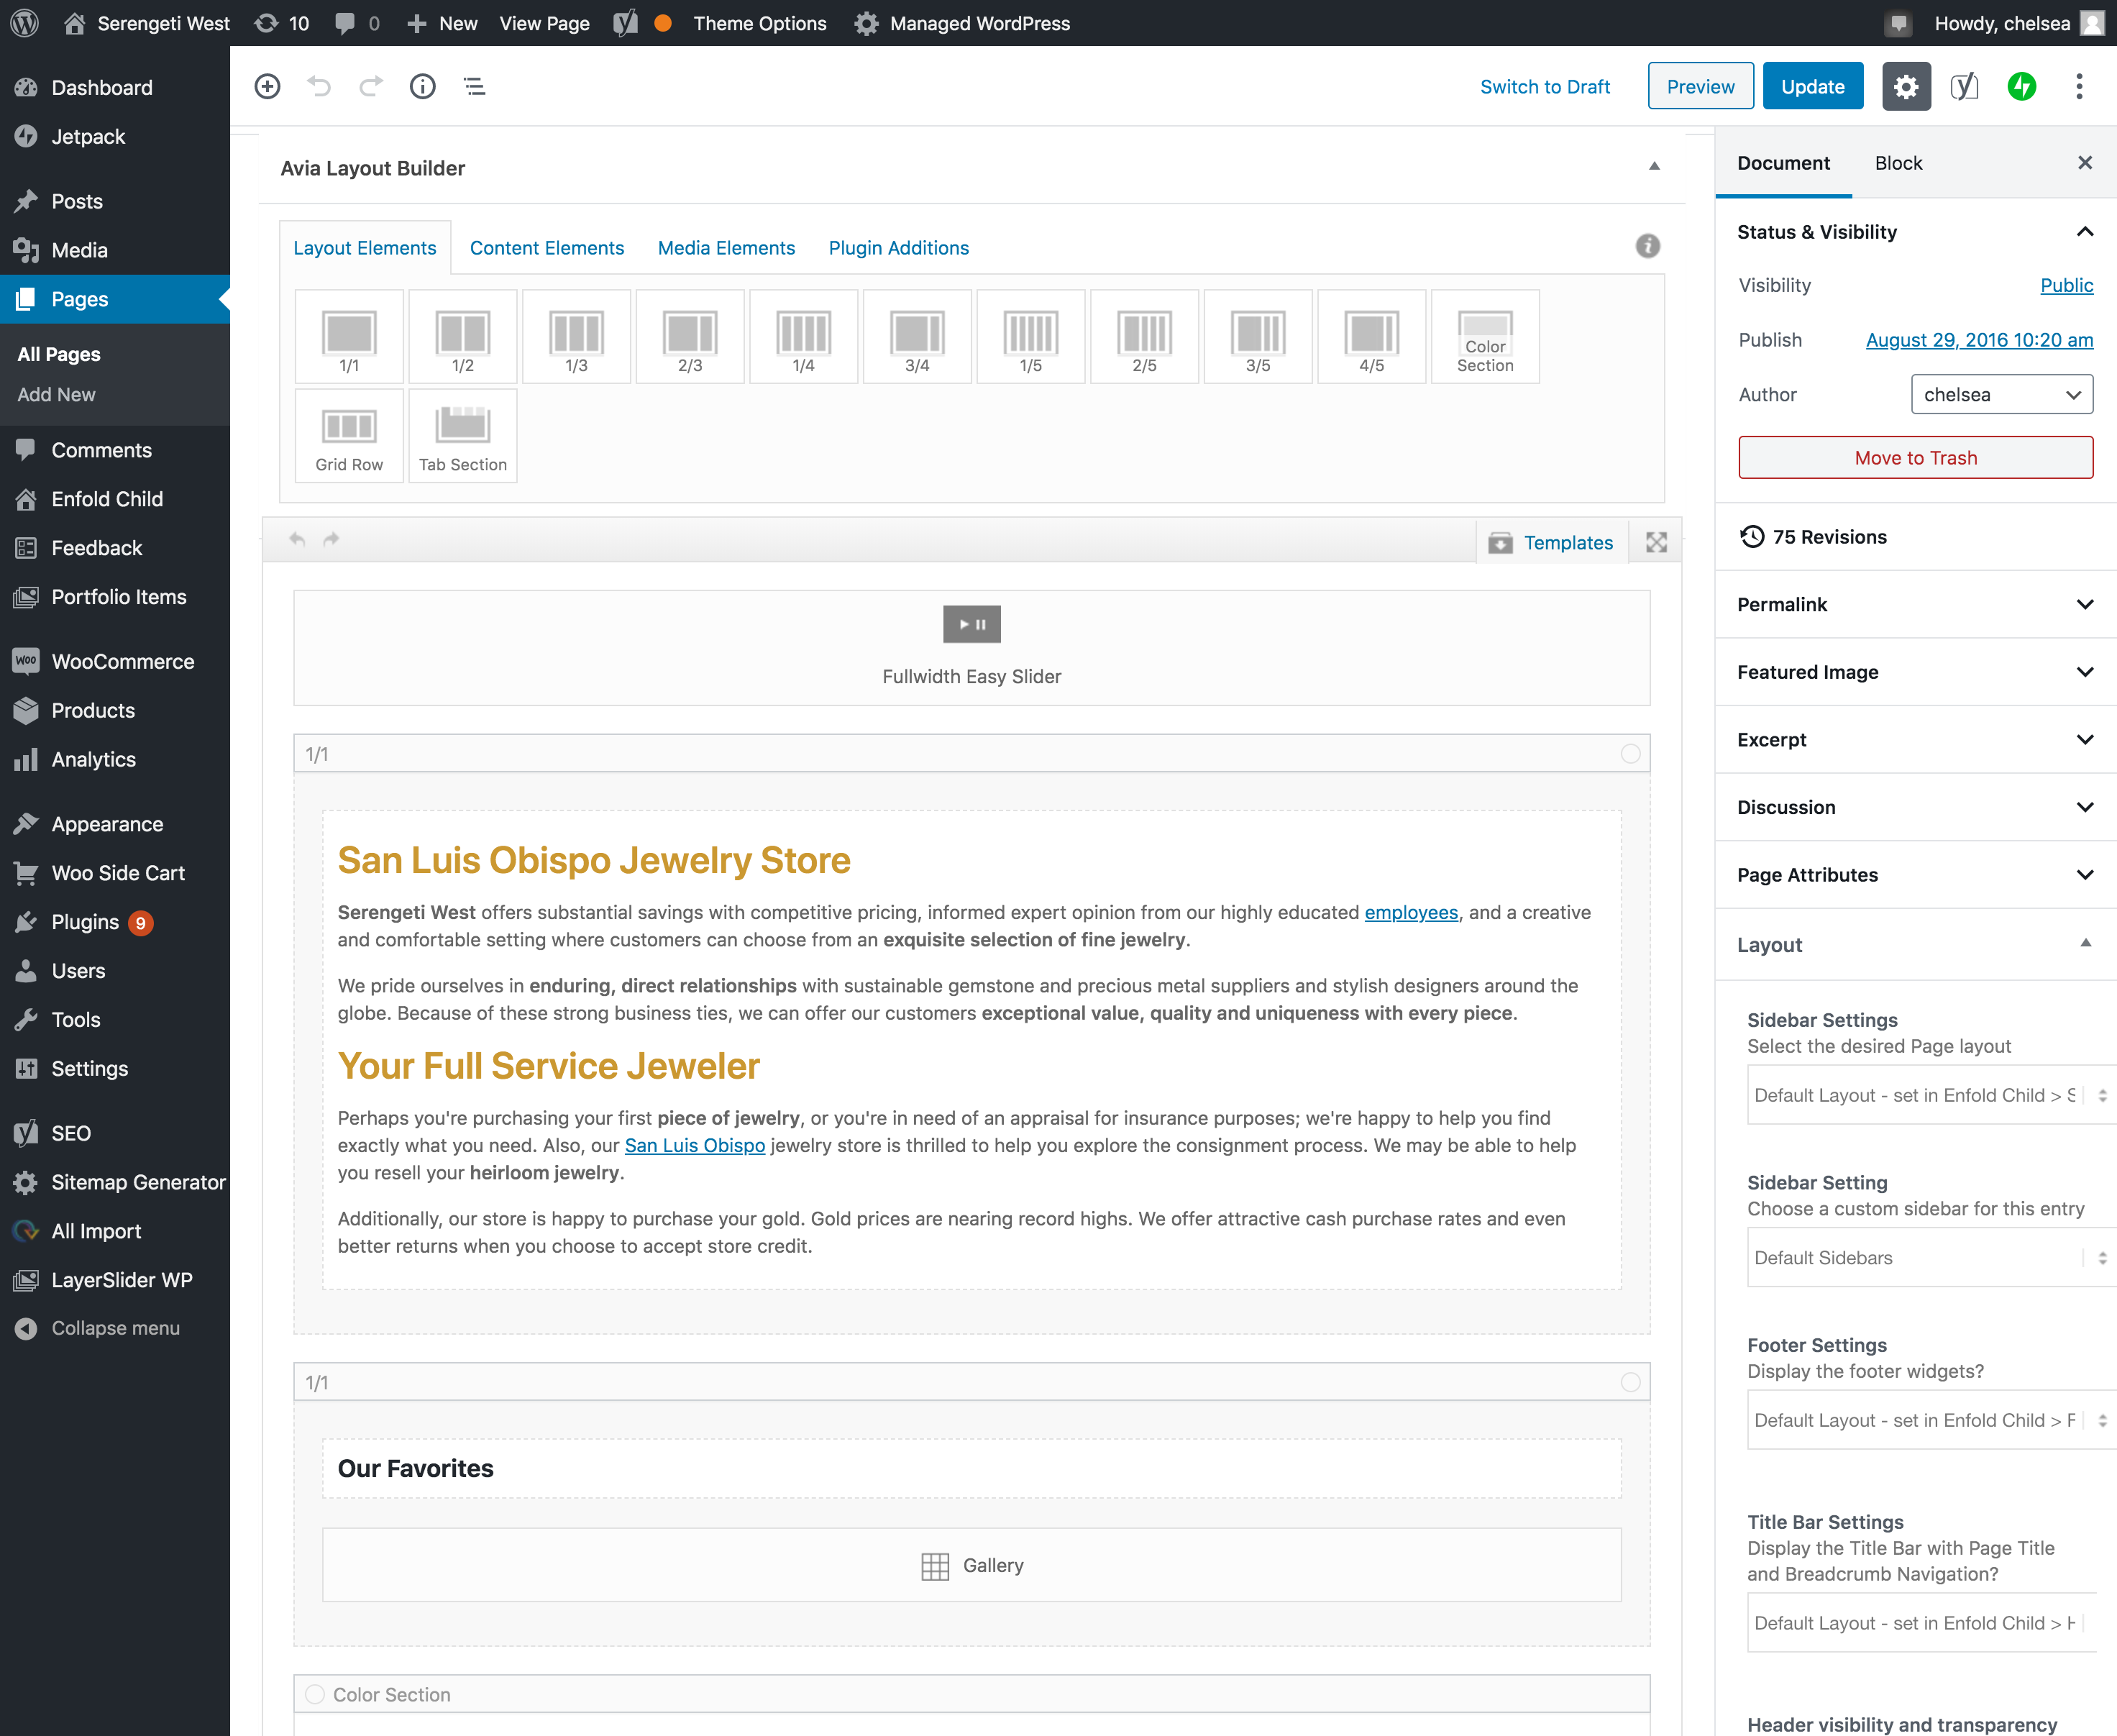 Serengeti West
10
0
New
View Page
Theme Options
Managed WordPress
Howdy, chelsea
Dashboard
Jetpack
Posts
Media
Pages
All Pages
Add New
Comments
Enfold Child
Feedback
Portfolio Items
Woo
WooCommerce
Products
Analytics
Appearance
Woo Side Cart
Plugins 9
Users
Tools
Settings
SEO
Sitemap Generator
All Import
LayerSlider WP
Collapse menu
Switch to Draft
Preview
Update
Avia Layout Builder
Layout Elements
Content Elements
Media Elements
Plugin Additions
1/1
1/2
1/3
2/3
1/4
3/4
1/5
2/5
3/5
4/5
Color
Section
Grid Row
Tab Section
Templates
Fullwidth Easy Slider
1/1
San Luis Obispo Jewelry Store
Serengeti West offers substantial savings with competitive pricing, informed expert opinion from our highly educated employees, and a creative
and comfortable setting where customers can choose from an exquisite selection of fine jewelry.
We pride ourselves in enduring, direct relationships with sustainable gemstone and precious metal suppliers and stylish designers around the
globe. Because of these strong business ties, we can offer our customers exceptional value, quality and uniqueness with every piece.
Your Full Service Jeweler
Perhaps you're purchasing your first piece of jewelry, or you're in need of an appraisal for insurance purposes; we're happy to help you find
exactly what you need. Also, our San Luis Obispo jewelry store is thrilled to help you explore the consignment process. We may be able to help
you resell your heirloom jewelry.
Additionally, our store is happy to purchase your gold. Gold prices are nearing record highs. We offer attractive cash purchase rates and even
better returns when you choose to accept store credit.
1/1
Our Favorites
Gallery
Color Section
Document
Block
Status & Visibility
Visibility
Public
Publish
August 29, 2016 10:20 am
Author
chelsea
Move to Trash
75 Revisions
Permalink
Featured Image
Excerpt
Discussion
Page Attributes
Layout
Sidebar Settings
Select the desired Page layout
Default Layout - set in Enfold Child > S
Sidebar Setting
Choose a custom sidebar for this entry
Default Sidebars
Footer Settings
Display the footer widgets?
Default Layout - set in Enfold Child > F
Title Bar Settings
Display the Title Bar with Page Title
and Breadcrumb Navigation?
Default Layout - set in Enfold Child >
Header visibility and transparency